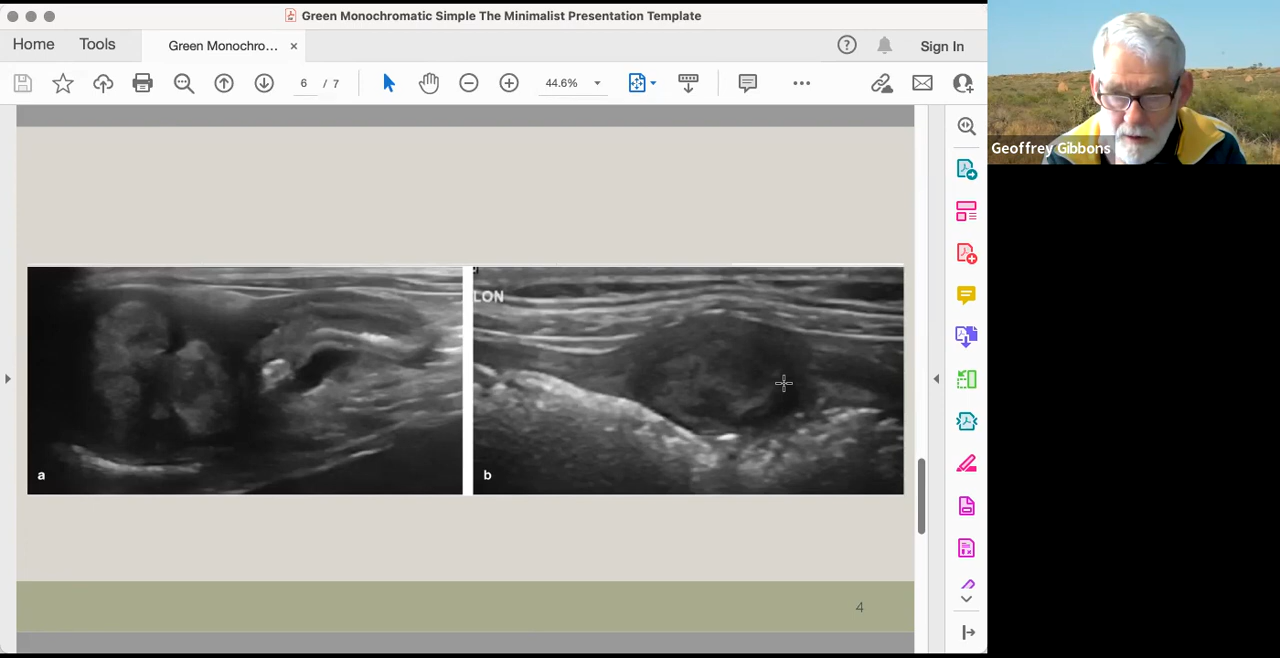 Green Monochromatic Simple The Minimalist Presentation Template
Home Tools Green Monochro... × Sign In
6 / 7 44.6%
Geoffrey Gibbons
LON
a b
4